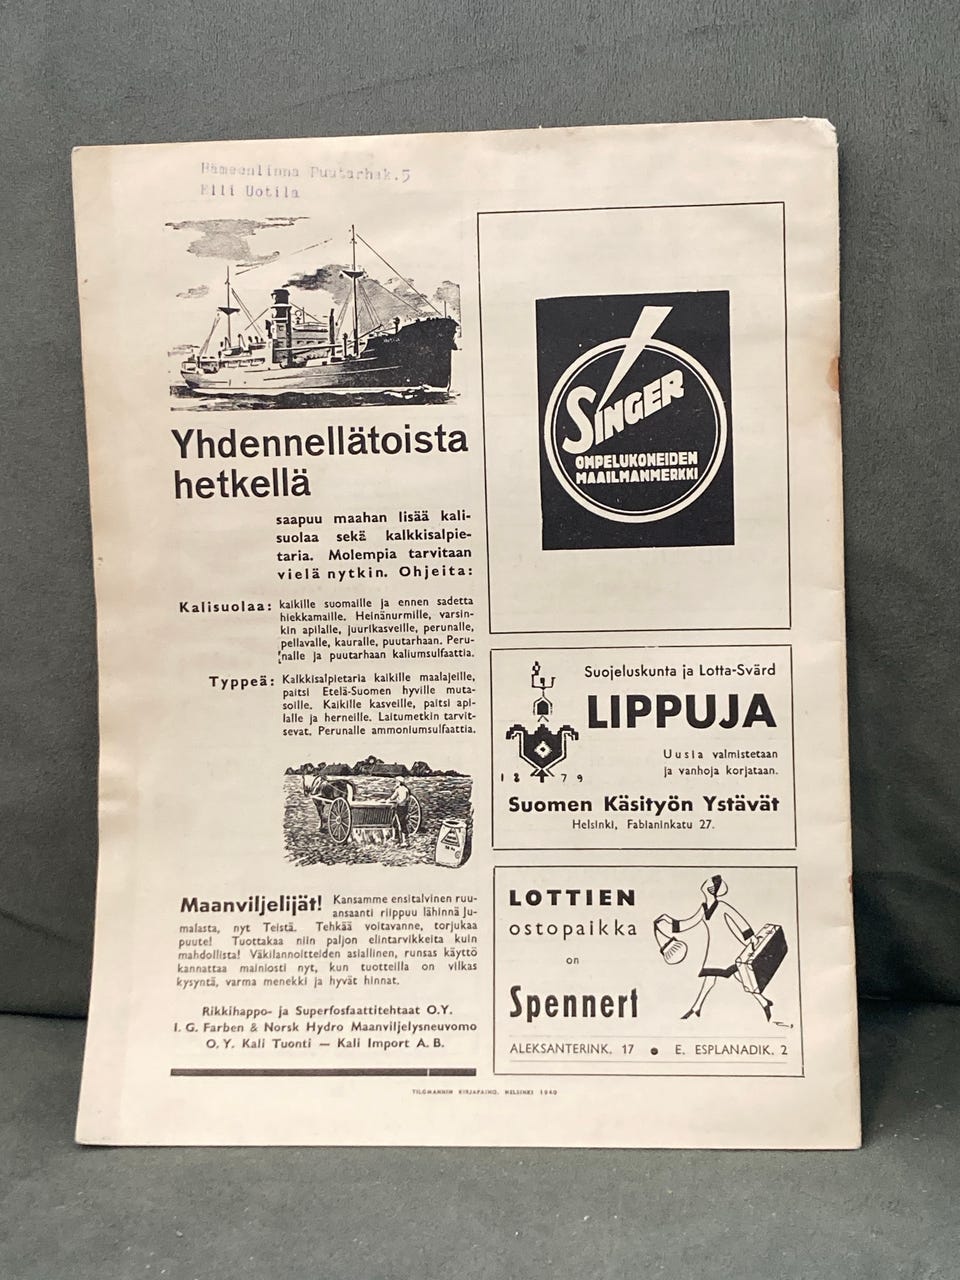 Hämeenlinna Puutarhak.5
Elli Uotila
Yhdennellätoista
hetkellä
saapuu maahan lisää kali-
suolaa sekä kalkkisalpie-
taria. Molempia tarvitaan
vielä nytkin. Ohjeita:
Kalisuolaa: kaikille suomaille ja ennen sadetta
hiekkamaille. Heinänurmille, varsin-
kin apilalle, juurikasveille, perunalle,
pellavalle, kauralle, puutarhaan. Peru-
nalle ja puutarhaan kaliumsulfaattia.
Typpeä: Kalkkisalpietaria kaikille maalajeille,
paitsi Etelä-Suomen hyville muta-
soille. Kaikille kasveille, paitsi api-
lalle ja herneille. Laitumetkin tarvit-
sevat. Perunalle ammoniumsulfaattia.
Maanviljelijät! Kansamme ensitalvinen ruu-
ansaanti riippuu lähinnä Ju-
malasta, nyt Teistä. Tehkää voitavanne, torjukaa
puute! Tuottakaa niin paljon elintarvikkeita kuin
mahdollista! Väkilannoitteiden asiallinen, runsas käyttö
kannattaa mainiosti nyt, kun tuotteilla on vilkas
kysyntä, varma menekki ja hyvät hinnat.
Rikkihappo- ja Superfosfaattitehtaat O.Y.
I. G. Farben & Norsk Hydro Maanviljelysneuvomo
O. Y. Kali Tuonti — Kali Import A. B.
SINGER
OMPELUKONEIDEN
MAAILMANMERKKI
Suojeluskunta ja Lotta-Svärd
LIPPUJA
Uusia valmistetaan
ja vanhoja korjataan.
1879
Suomen Käsityön Ystävät
Helsinki, Fabianinkatu 27.
LOTTIEN
ostopaikka
on
Spennert
ALEKSANTERINK. 17 ● E. ESPLANADIK. 2
TILGMANNIN KIRJAPAINO, HELSINKI 1940